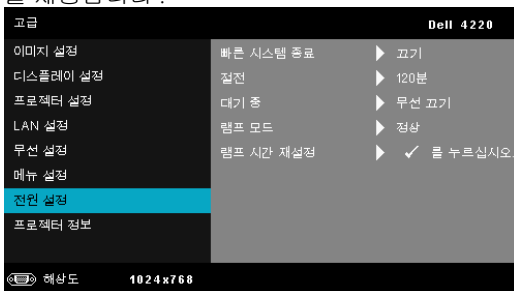 고급 Dell 4220
이미지 설정 빠른 시스템 종료 끄기
디스플레이 설정 절전 120분
프로젝터 설정 대기 중 무선 끄기
LAN 설정 램프 모드 정상
무선 설정 램프 시간 재설정 ✓ 를 누르십시오.
메뉴 설정
전원 설정
프로젝터 정보
해상도 1024x768